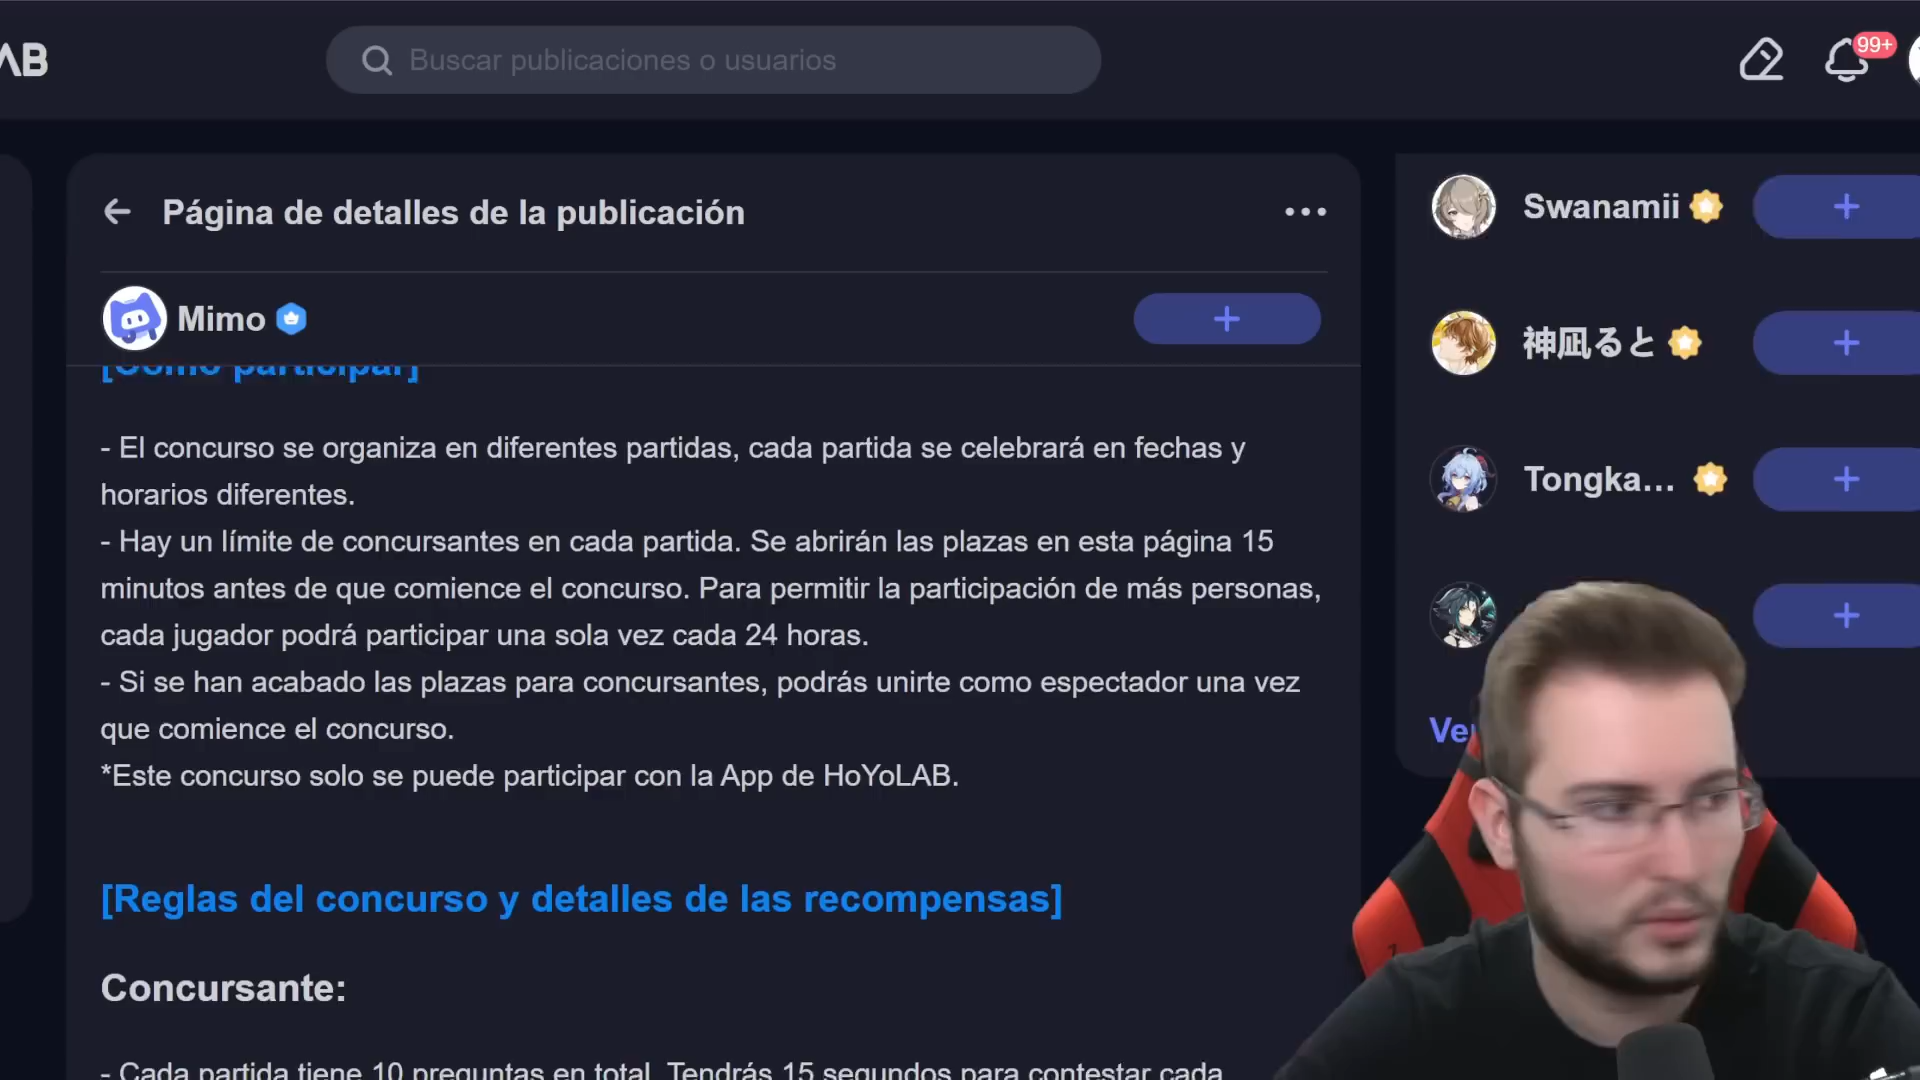 AB
Buscar publicaciones o usuarios
99+
Página de detalles de la publicación
Mimo
[Cómo participar]
- El concurso se organiza en diferentes partidas, cada partida se celebrará en fechas y
horarios diferentes.
- Hay un límite de concursantes en cada partida. Se abrirán las plazas en esta página 15
minutos antes de que comience el concurso. Para permitir la participación de más personas,
cada jugador podrá participar una sola vez cada 24 horas.
- Si se han acabado las plazas para concursantes, podrás unirte como espectador una vez
que comience el concurso.
*Este concurso solo se puede participar con la App de HoYoLAB.
[Reglas del concurso y detalles de las recompensas]
Concursante:
- Cada partida tiene 10 preguntas en total. Tendrás 15 segundos para contestar cada
Swanamii
神凪ると
Tongka...